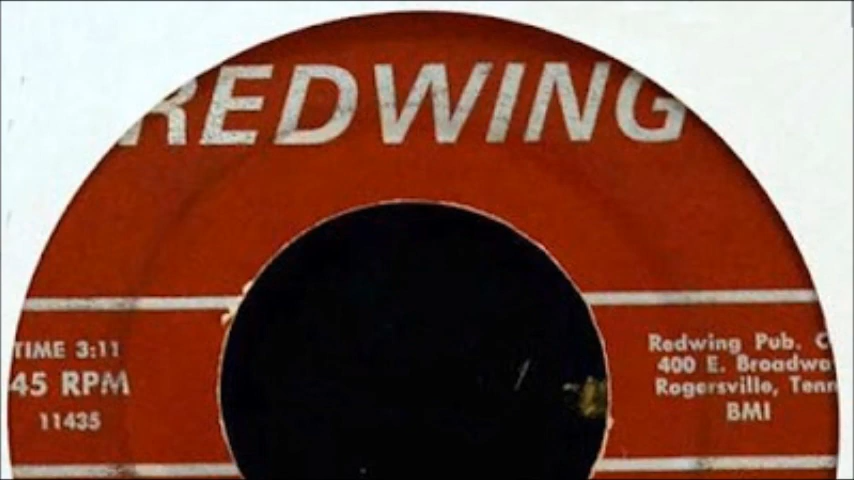 REDWING
TIME 3:11
45 RPM
11435
Redwing Pub. C
400 E. Broadwa
Rogersville, Tenn
BMI